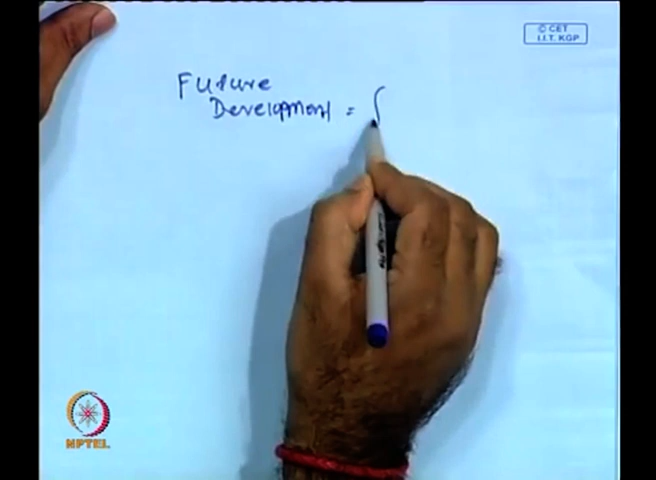 © CET
I.I.T. KGP
Future
Development = (
NPTEL